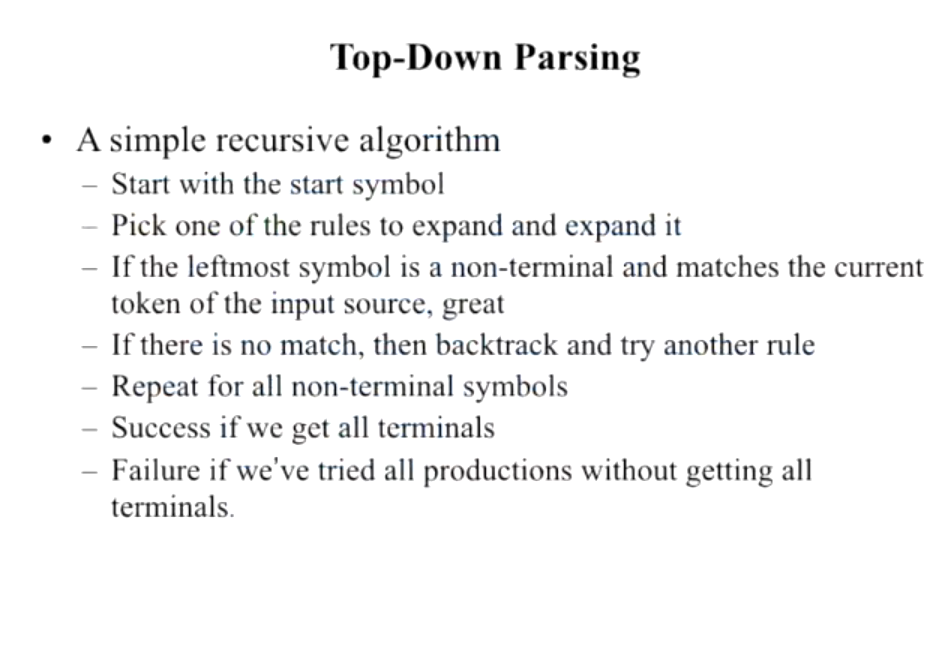 Top-Down Parsing
• A simple recursive algorithm
– Start with the start symbol
– Pick one of the rules to expand and expand it
– If the leftmost symbol is a non-terminal and matches the current
token of the input source, great
– If there is no match, then backtrack and try another rule
– Repeat for all non-terminal symbols
– Success if we get all terminals
– Failure if we've tried all productions without getting all
terminals.